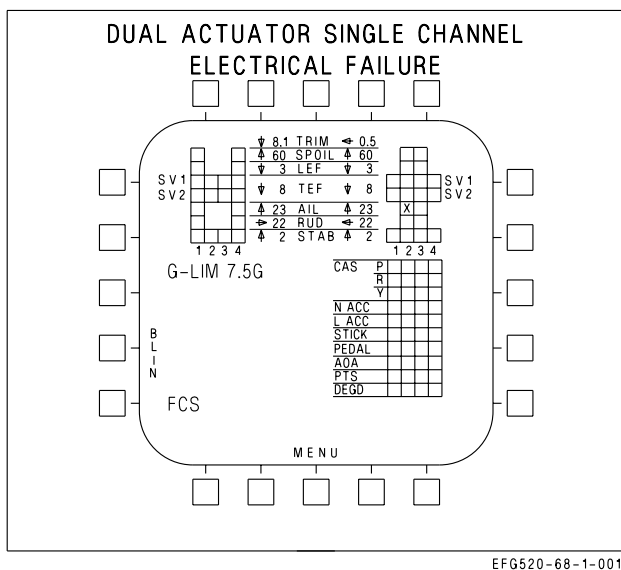 DUAL ACTUATOR SINGLE CHANNEL
ELECTRICAL FAILURE
8.1 TRIM 0.5
60 SPOIL 60
3 LEF 3
SV1 8 TEF 8 SV1
SV2 SV2
23 AIL 23 X
22 RUD 22
2 STAB 2
1 2 3 4 1 2 3 4
G-LIM 7.5G CAS P
R
Y
N ACC
L ACC
STICK
PEDAL
AOA
PTS
DEGD
BLIN
FCS
MENU
EFG520-68-1-001